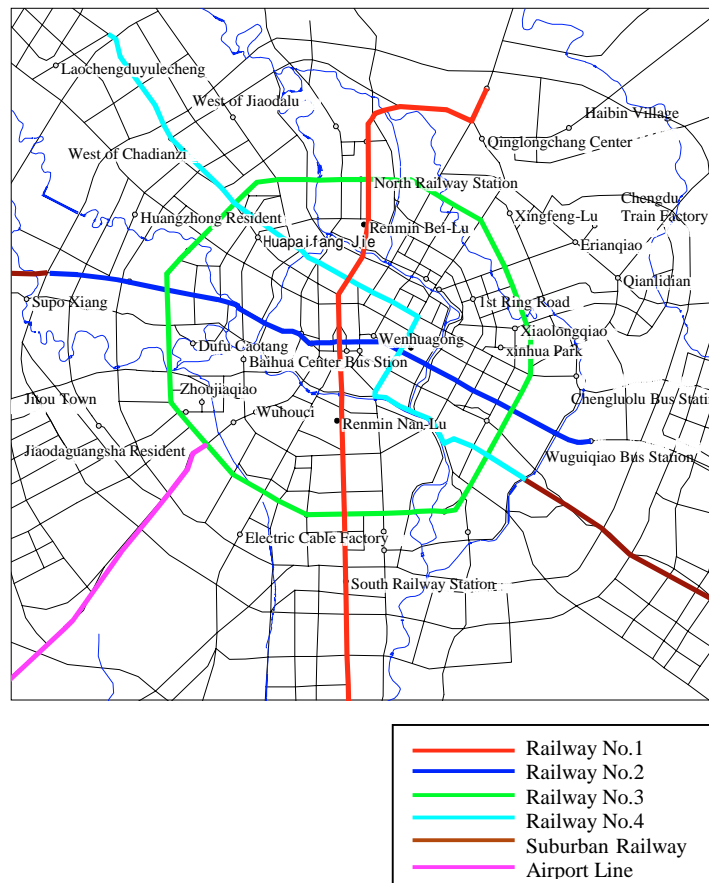 Laochengduyulecheng
West of Jiaodalu
Haibin Village
Qinglongchang Center
West of Chadianzi
North Railway Station
Chengdu
Train Factory
Huangzhong Resident
Xingfeng-Lu
Renmin Bei-Lu
Huapaifang Jie
Erianqiao
Qianlidian
Supo Xiang
1st Ring Road
Xiaolongqiao
Wenhuagong
Dufu Caotang
xinhua Park
Baihua Center Bus Stion
Zhoujiaqiao
Jitou Town
Chengluolu Bus Stati
Wuhouci
Renmin Nan-Lu
Jiaodaguangsha Resident
Wuguiqiao Bus Station
Electric Cable Factory
South Railway Station
Railway No.1
Railway No.2
Railway No.3
Railway No.4
Suburban Railway
Airport Line